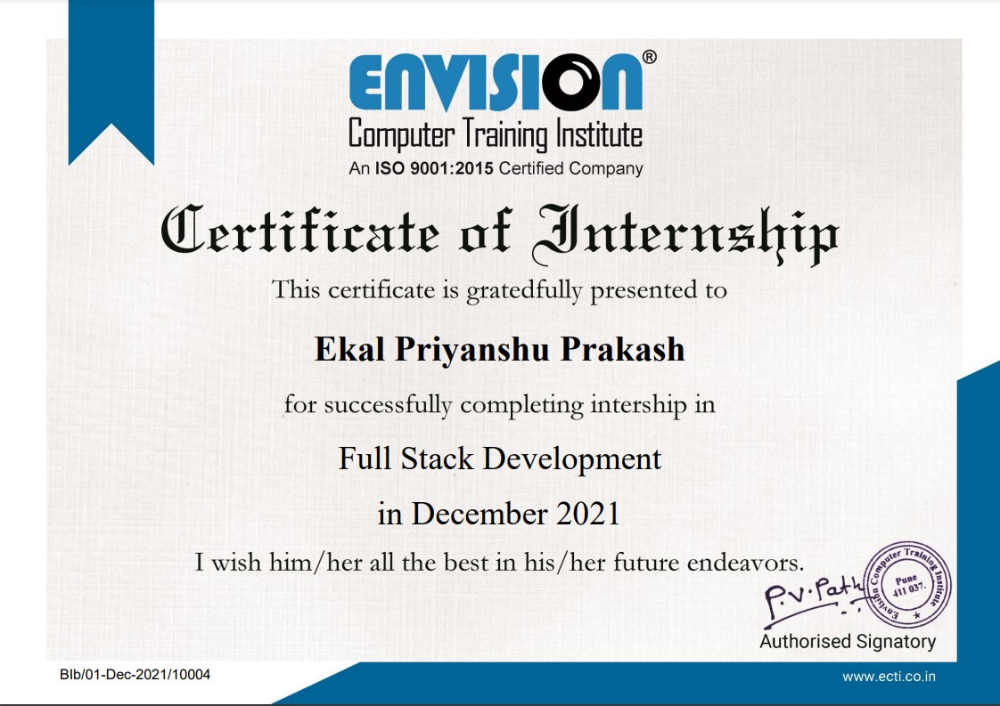 ENVISION®
Computer Training Institute
An ISO 9001:2015 Certified Company
Certificate of Internship
This certificate is gratedfully presented to
Ekal Priyanshu Prakash
for successfully completing intership in
Full Stack Development
in December 2021
I wish him/her all the best in his/her future endeavors.
P.V.Path
Envision Computer Training Institute
Pune
411 037.
Authorised Signatory
BIb/01-Dec-2021/10004
www.ecti.co.in